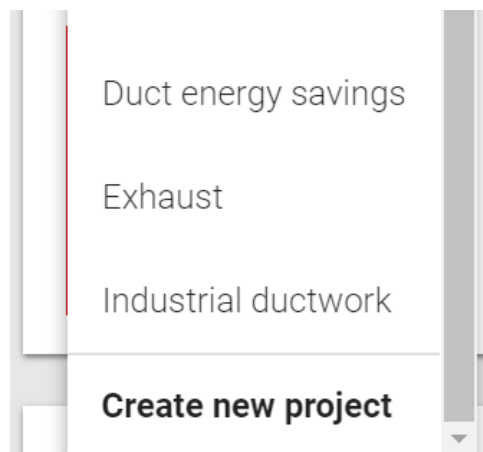 Duct energy savings
Exhaust
Industrial ductwork
Create new project